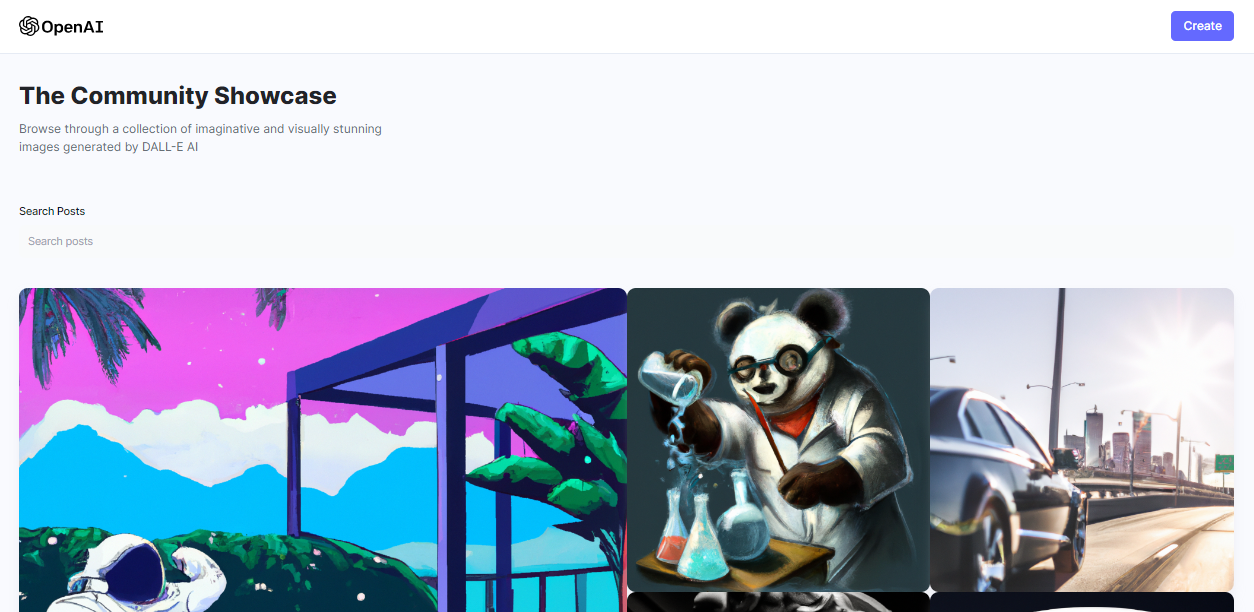 OpenAI
Create
The Community Showcase
Browse through a collection of imaginative and visually stunning
images generated by DALL-E AI
Search Posts
Search posts